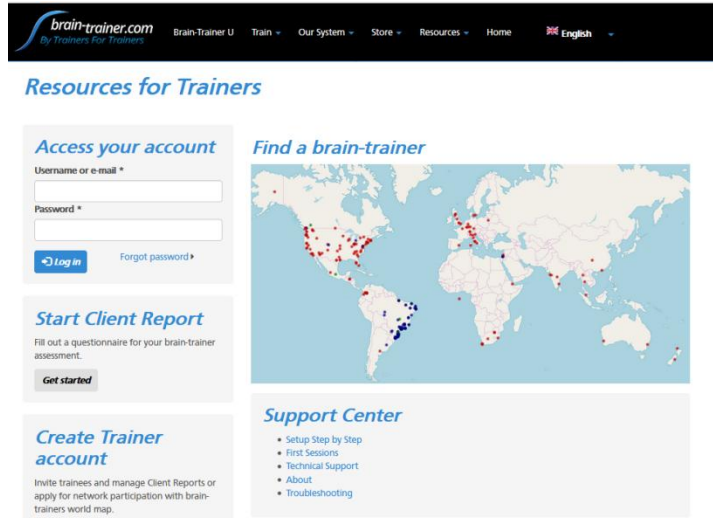 brain-trainer.com
By Trainers For Trainers
Brain-Trainer U Train Our System Store Resources Home English
Resources for Trainers
Access your account
Username or e-mail *
Password *
Log in Forgot password
Start Client Report
Fill out a questionnaire for your brain-trainer
assessment.
Get started
Create Trainer
account
Invite trainees and manage Client Reports or
apply for network participation with brain-
trainers world map.
Find a brain-trainer
Support Center
Setup Step by Step
First Sessions
Technical Support
About
Troubleshooting